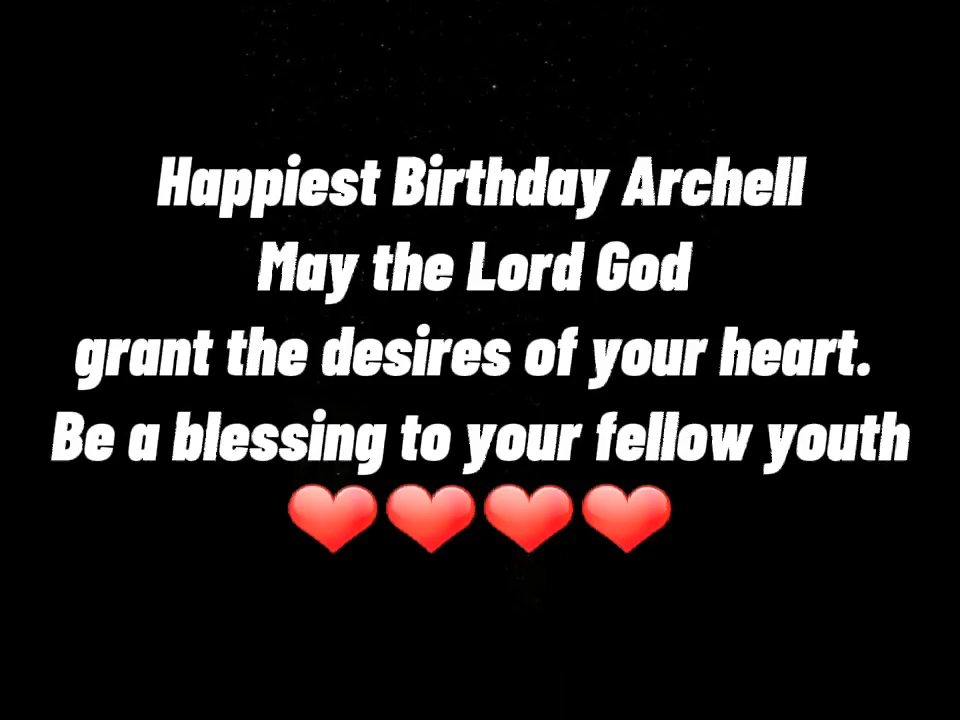 Happiest Birthday Archell
May the Lord God
grant the desires of your heart.
Be a blessing to your fellow youth
❤❤❤❤